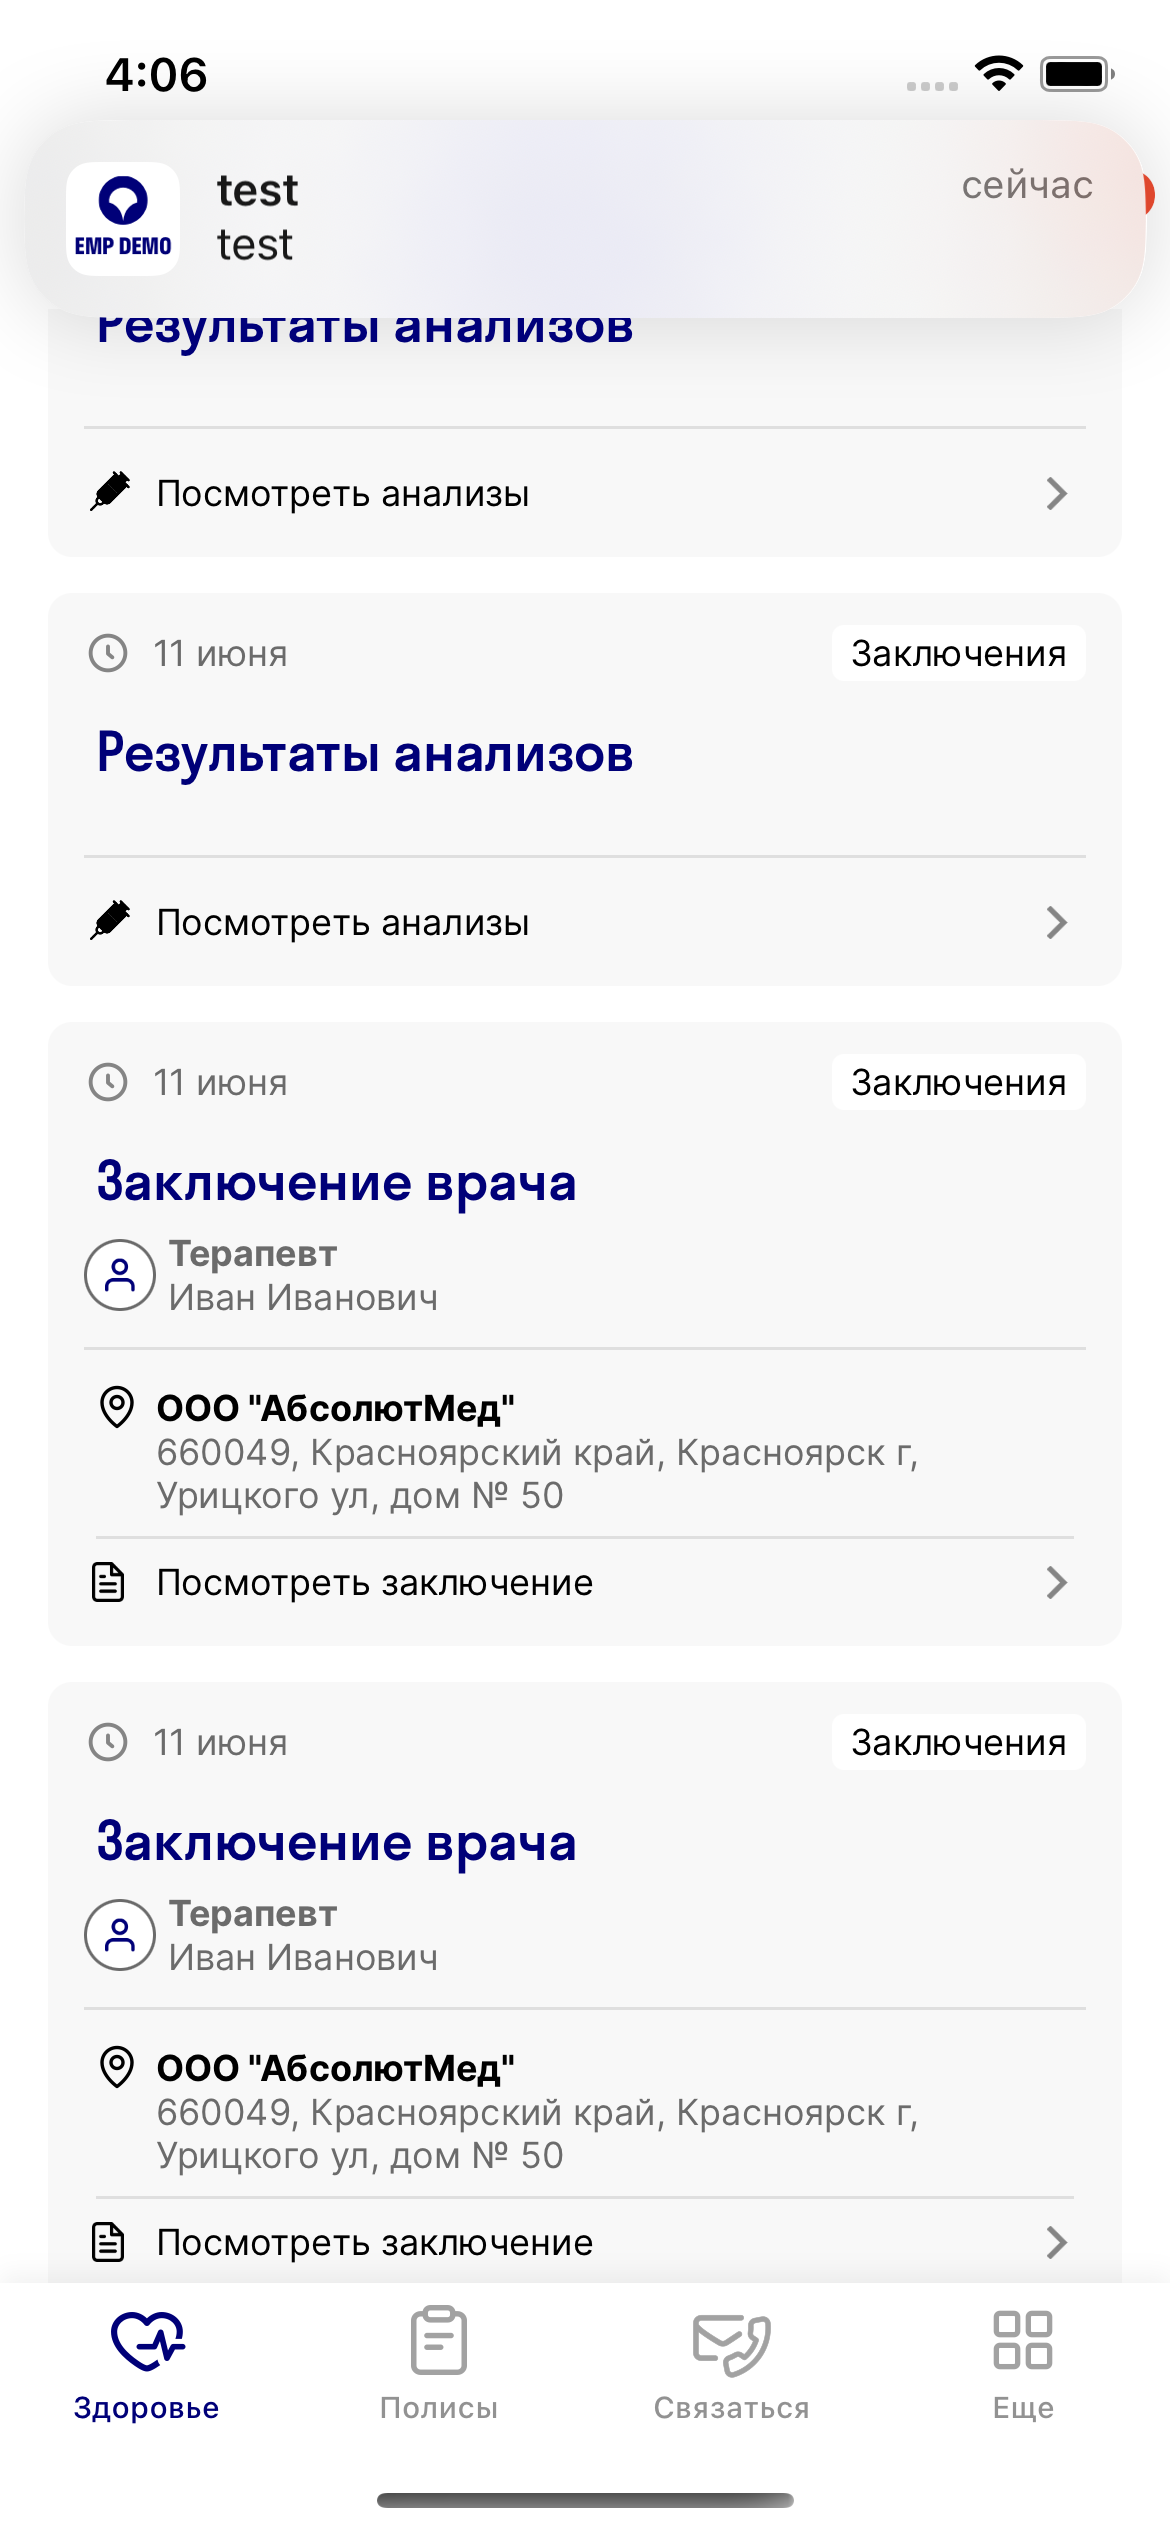 4:06
EMP DEMO
test
сейчас
test
Результаты анализов
Посмотреть анализы
11 июня
Заключения
Результаты анализов
Посмотреть анализы
11 июня
Заключения
Заключение врача
Терапевт
Иван Иванович
ООО "АбсолютМед"
660049, Красноярский край, Красноярск г,
Урицкого ул, дом № 50
Посмотреть заключение
11 июня
Заключения
Заключение врача
Терапевт
Иван Иванович
ООО "АбсолютМед"
660049, Красноярский край, Красноярск г,
Урицкого ул, дом № 50
Посмотреть заключение
Здоровье
Полисы
Связаться
Еще